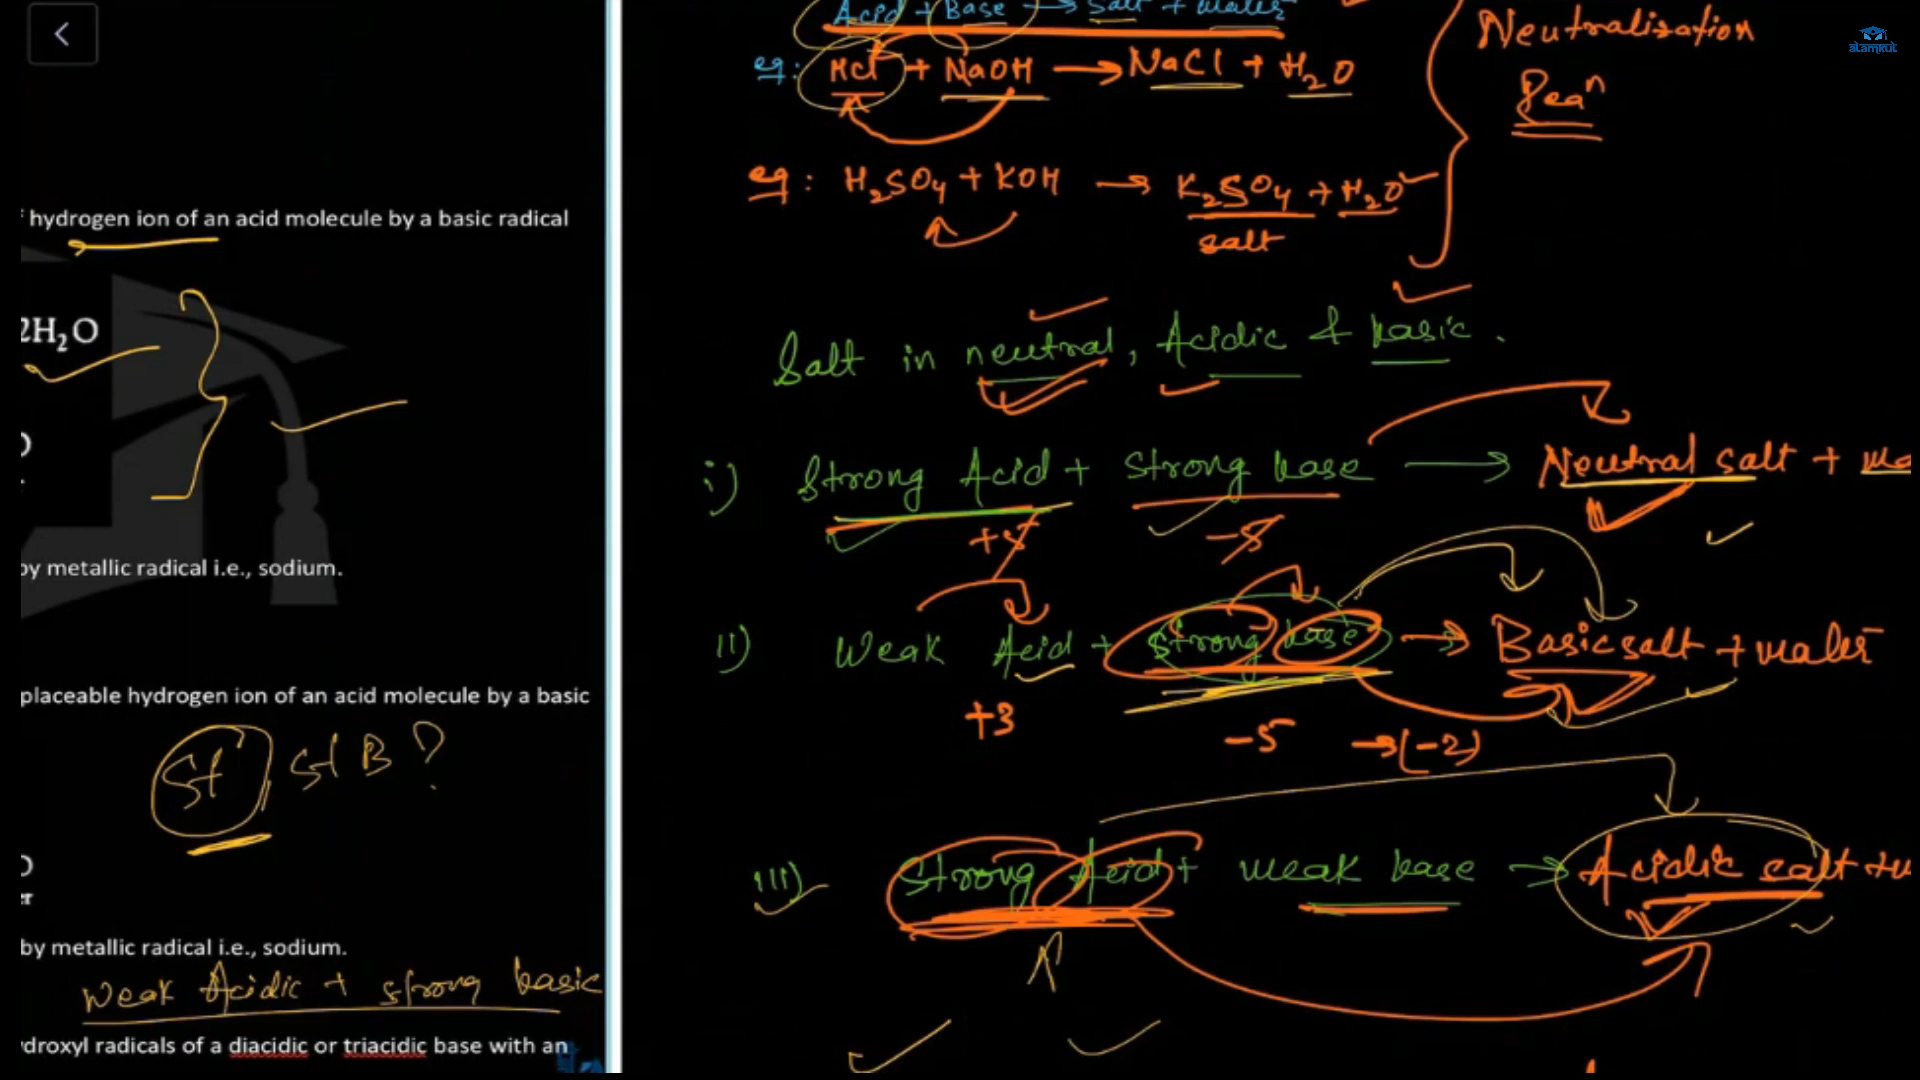 hydrogen ion of an acid molecule by a basic radical
2H₂O
by metallic radical i.e., sodium.
placeable hydrogen ion of an acid molecule by a basic
St St B ?
by metallic radical i.e., sodium.
Weak Acidic + strong basic
droxyl radicals of a diacidic or triacidic base with an
Acid + Base → Salt + Water
eg: HCl + NaOH → NaCl + H₂O
eg: H₂SO₄ + KOH → K₂SO₄ + H₂O
salt
Neutralization
Reaⁿ
Salt in neutral, Acidic & basic.
i) Strong Acid + Strong base → Neutral salt + wa
+5 -5
ii) Weak Acid + strong base → Basic salt + water
+3 -5 → (-2)
iii) Strong Acid + weak base → Acidic salt + w
alamkut